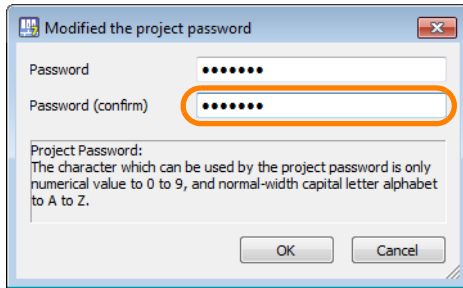 Modified the project password
Password ●●●●●●●
Password (confirm) ●●●●●●●
Project Password:
The character which can be used by the project password is only
numerical value to 0 to 9, and normal-width capital letter alphabet
to A to Z.
OK Cancel